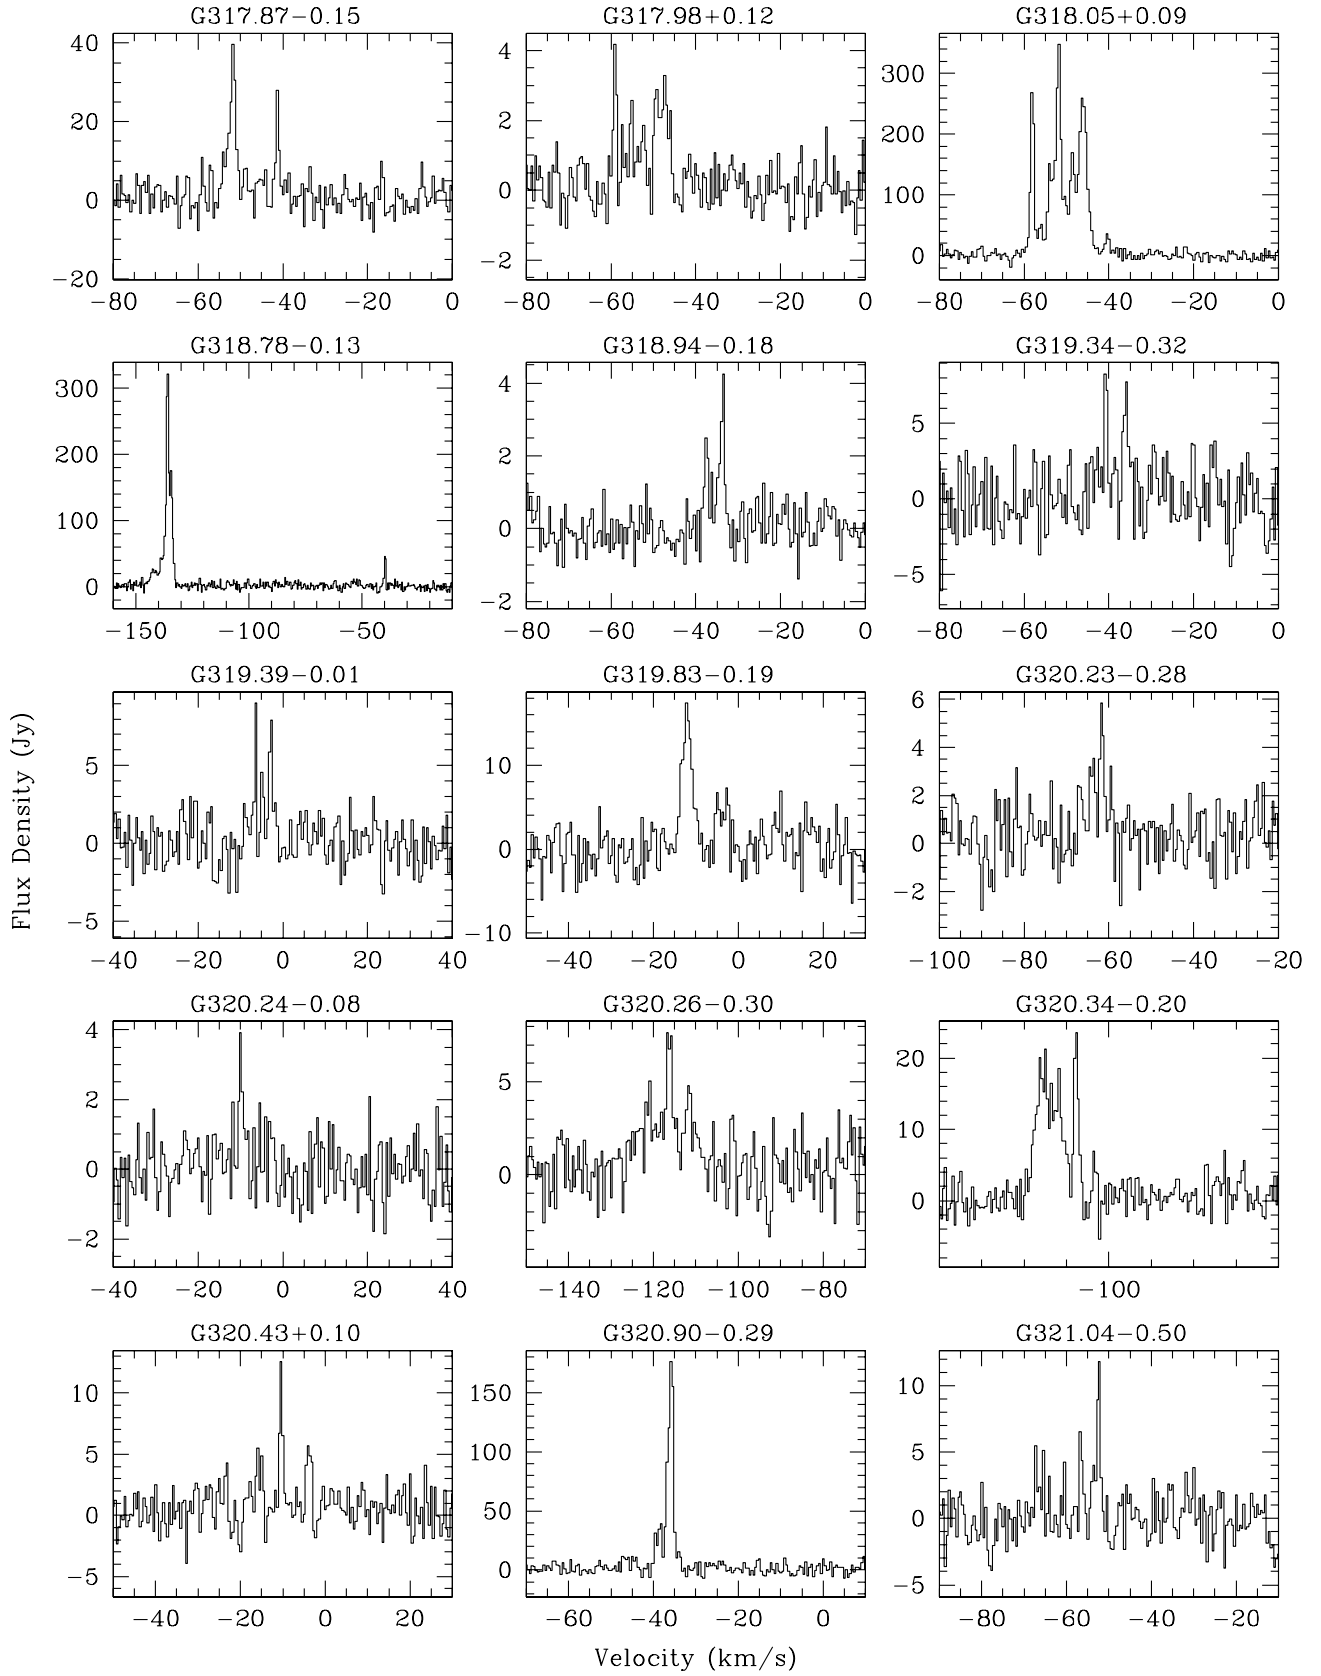 G317.87−0.15 G317.98+0.12 G318.05+0.09
40 20 0 −20
−80 −60 −40 −20 0
4 2 0 −2
−80 −60 −40 −20 0
300 200 100 0
−80 −60 −40 −20 0
G318.78−0.13 G318.94−0.18 G319.34−0.32
300 200 100 0
−150 −100 −50
4 2 0 −2
−80 −60 −40 −20 0
5 0 −5
−80 −60 −40 −20 0
G319.39−0.01 G319.83−0.19 G320.23−0.28
5 0 −5
−40 −20 0 20 40
10 0 −10
−40 −20 0 20
6 4 2 0 −2
−100 −80 −60 −40 −20
Flux Density (Jy)
G320.24−0.08 G320.26−0.30 G320.34−0.20
4 2 0 −2
−40 −20 0 20 40
5 0
−140 −120 −100 −80
20 10 0
−100
G320.43+0.10 G320.90−0.29 G321.04−0.50
10 5 0 −5
−40 −20 0 20
150 100 50 0
−60 −40 −20 0
10 5 0 −5
−80 −60 −40 −20
Velocity (km/s)